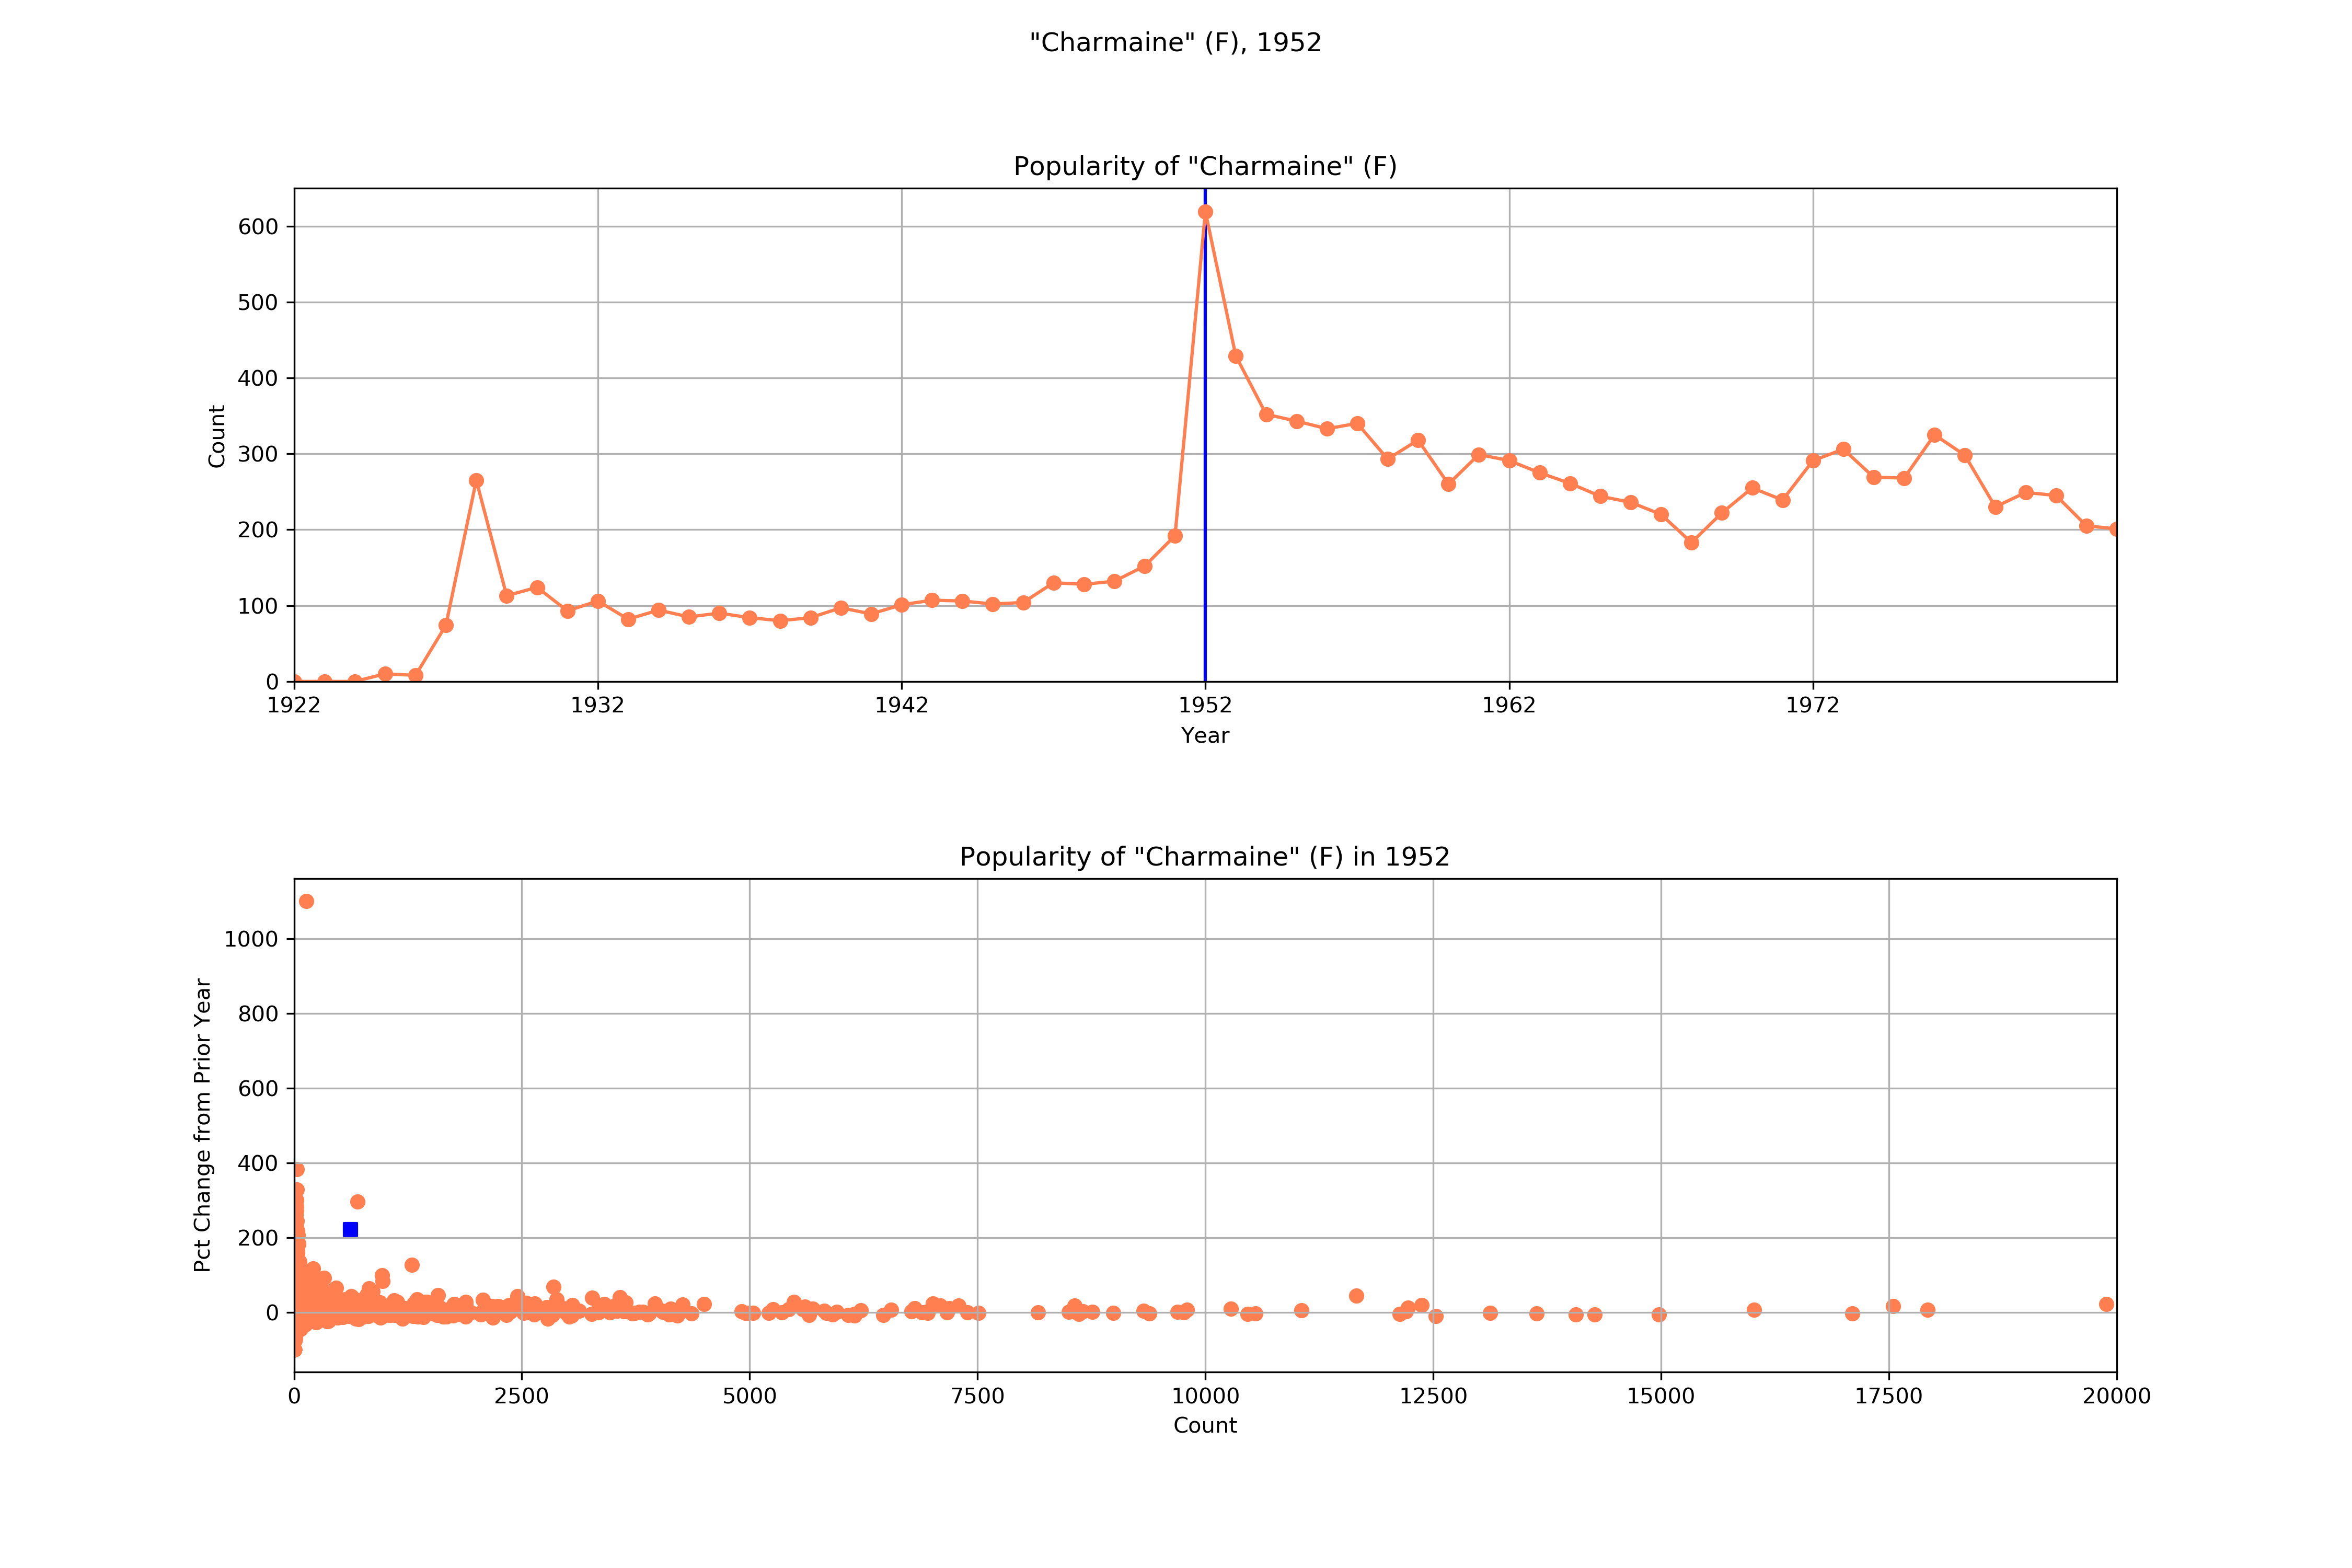 "Charmaine" (F), 1952
Popularity of "Charmaine" (F)
600
500
400
300
200
100
0
Count
1922 1932 1942 1952 1962 1972
Year
Popularity of "Charmaine" (F) in 1952
1000
800
600
400
200
0
Pct Change from Prior Year
0 2500 5000 7500 10000 12500 15000 17500 20000
Count